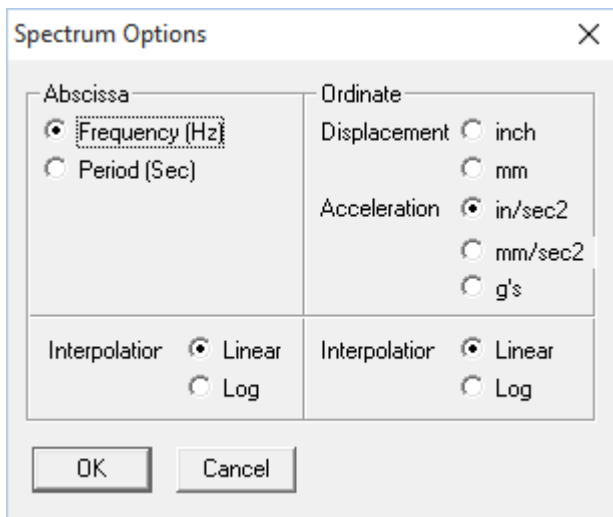 Spectrum Options
Abscissa
Frequency (Hz)
Period (Sec)
Ordinate
Displacement inch
mm
Acceleration in/sec2
mm/sec2
g's
Interpolatior Linear
Log
Interpolatior Linear
Log
OK Cancel